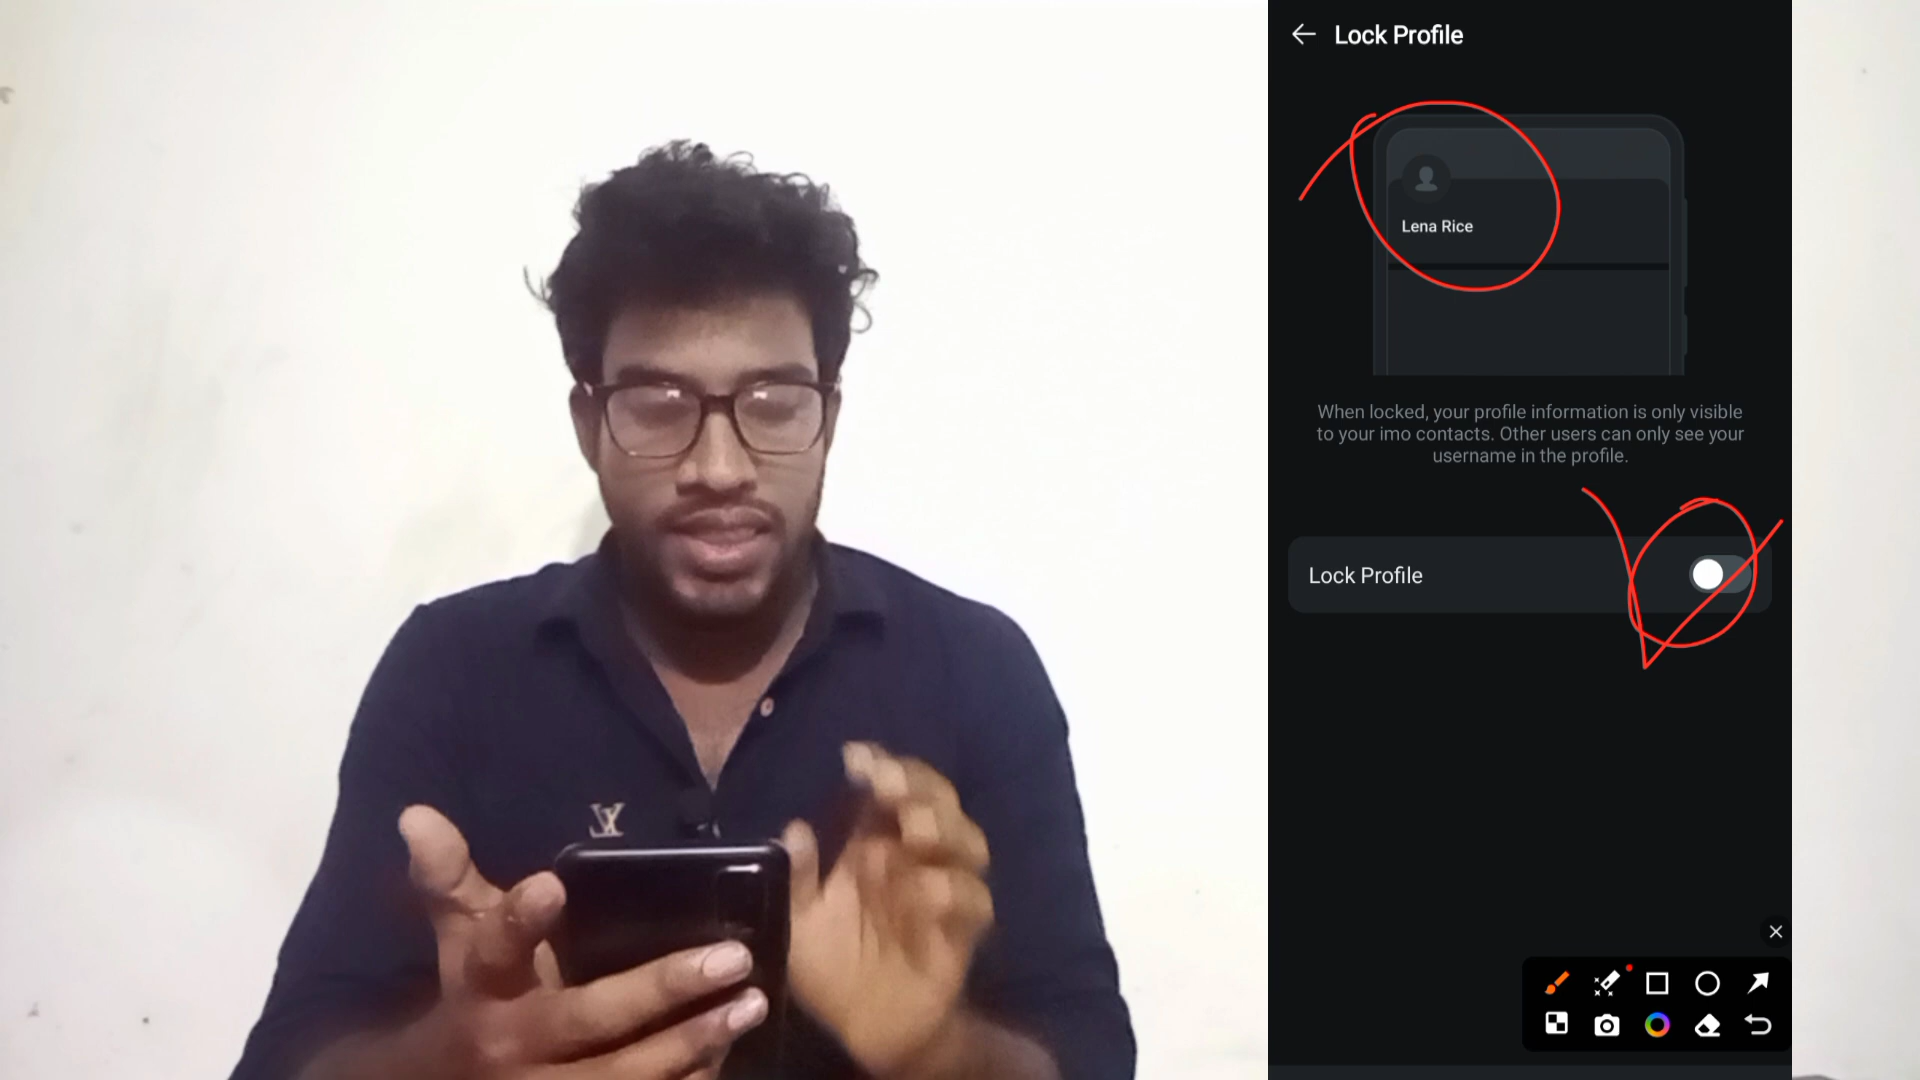 Lock Profile
Lena Rice
When locked, your profile information is only visible
to your imo contacts. Other users can only see your
username in the profile.
Lock Profile